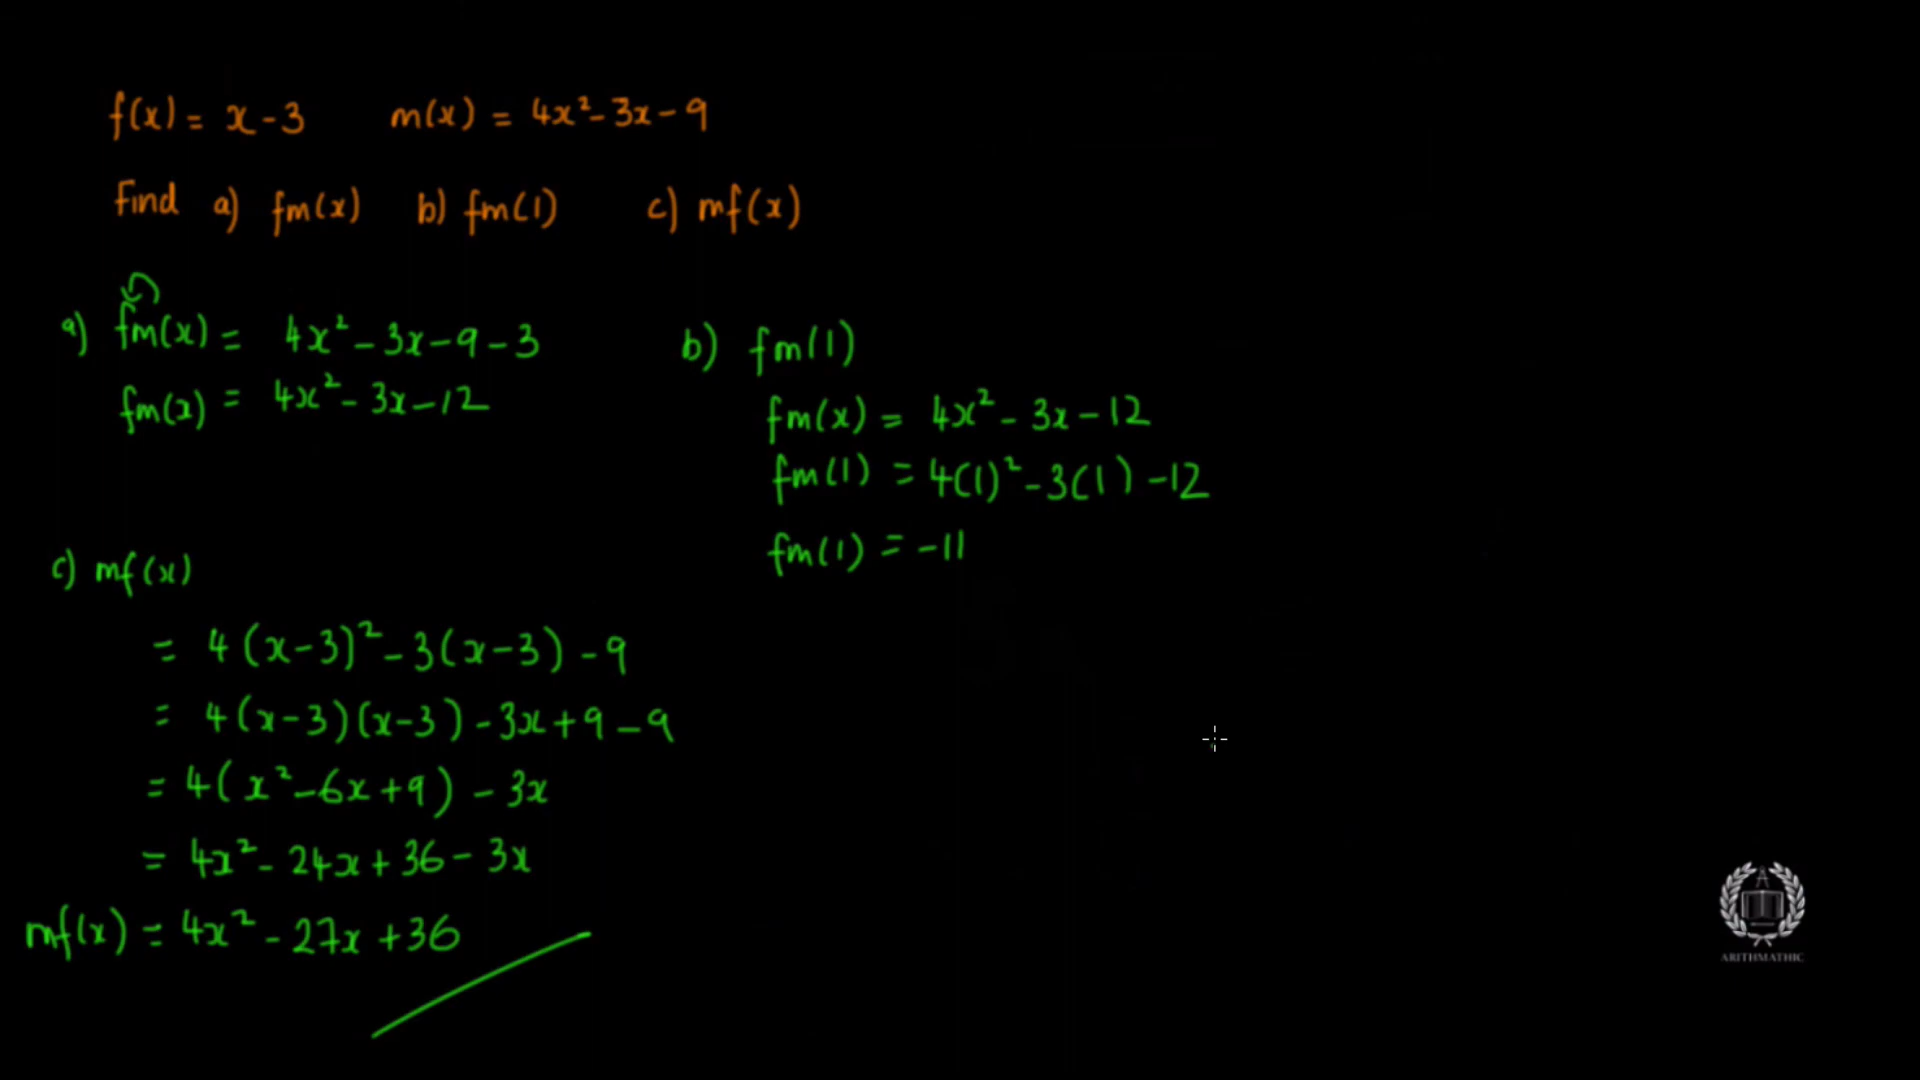 f(x) = x - 3 m(x) = 4x² - 3x - 9
Find a) fm(x) b) fm(1) c) mf(x)
a) fm(x) = 4x² - 3x - 9 - 3
fm(x) = 4x² - 3x - 12
b) fm(1)
fm(x) = 4x² - 3x - 12
fm(1) = 4(1)² - 3(1) - 12
fm(1) = -11
c) mf(x)
= 4(x-3)² - 3(x-3) - 9
= 4(x-3)(x-3) - 3x + 9 - 9
= 4(x² - 6x + 9) - 3x
= 4x² - 24x + 36 - 3x
mf(x) = 4x² - 27x + 36
ARITHMATHIC